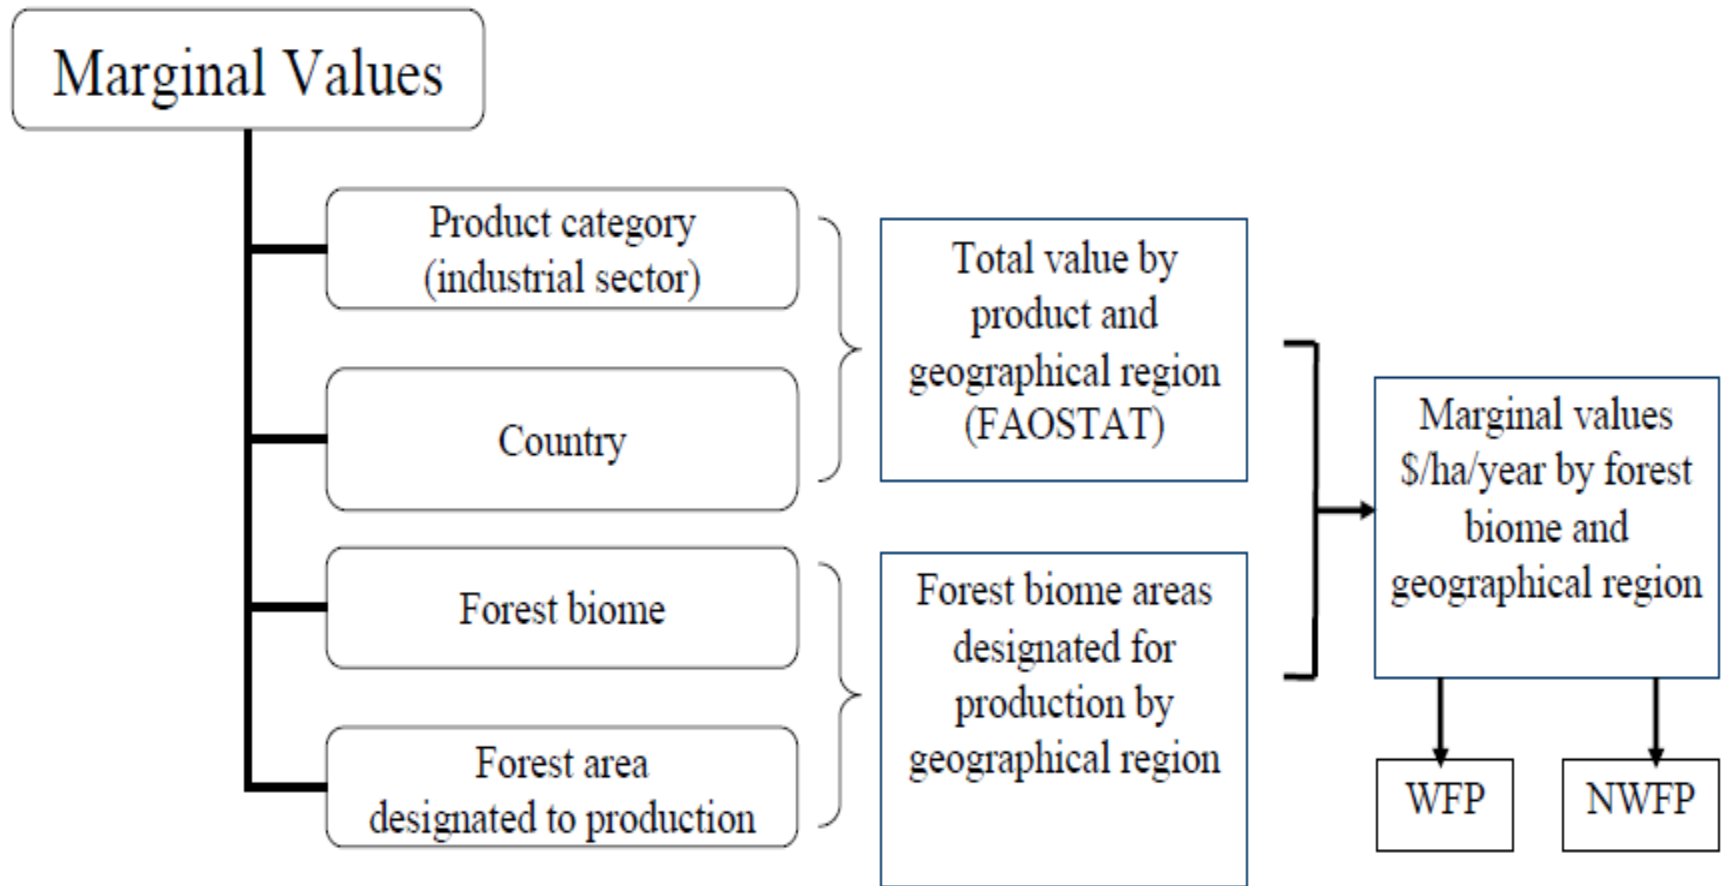 Marginal Values
Product category
(industrial sector)
Country
Forest biome
Forest area
designated to production
Total value by
product and
geographical region
(FAOSTAT)
Forest biome areas
designated for
production by
geographical region
Marginal values
$/ha/year by forest
biome and
geographical region
WFP
NWFP